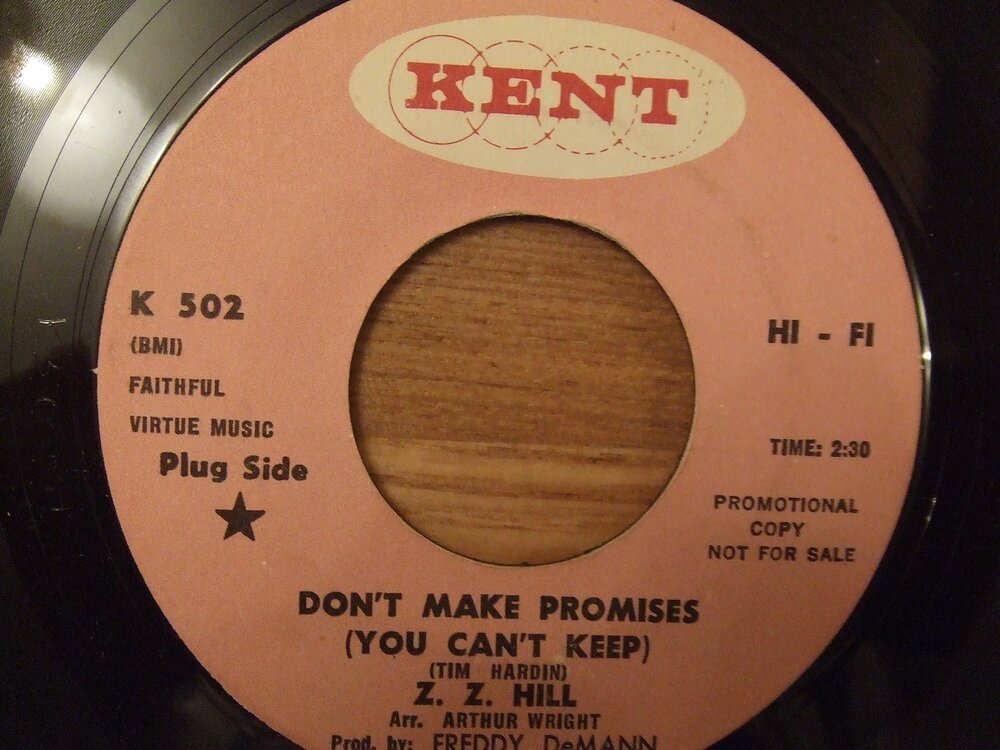 KENT
K 502
(BMI)
FAITHFUL
VIRTUE MUSIC
Plug Side
HI - FI
TIME: 2:30
PROMOTIONAL
COPY
NOT FOR SALE
DON'T MAKE PROMISES
(YOU CAN'T KEEP)
(TIM HARDIN)
Z. Z. HILL
Arr. ARTHUR WRIGHT
Prod. by: FREDDY DeMANN